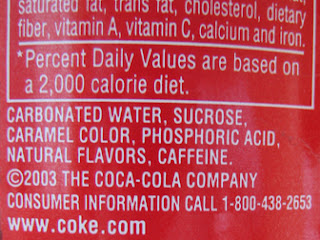 saturated fat, trans fat, cholesterol, dietary
fiber, vitamin A, vitamin C, calcium and iron.
*Percent Daily Values are based on
a 2,000 calorie diet.
CARBONATED WATER, SUCROSE,
CARAMEL COLOR, PHOSPHORIC ACID,
NATURAL FLAVORS, CAFFEINE.
©2003 THE COCA-COLA COMPANY
CONSUMER INFORMATION CALL 1-800-438-2653
www.coke.com